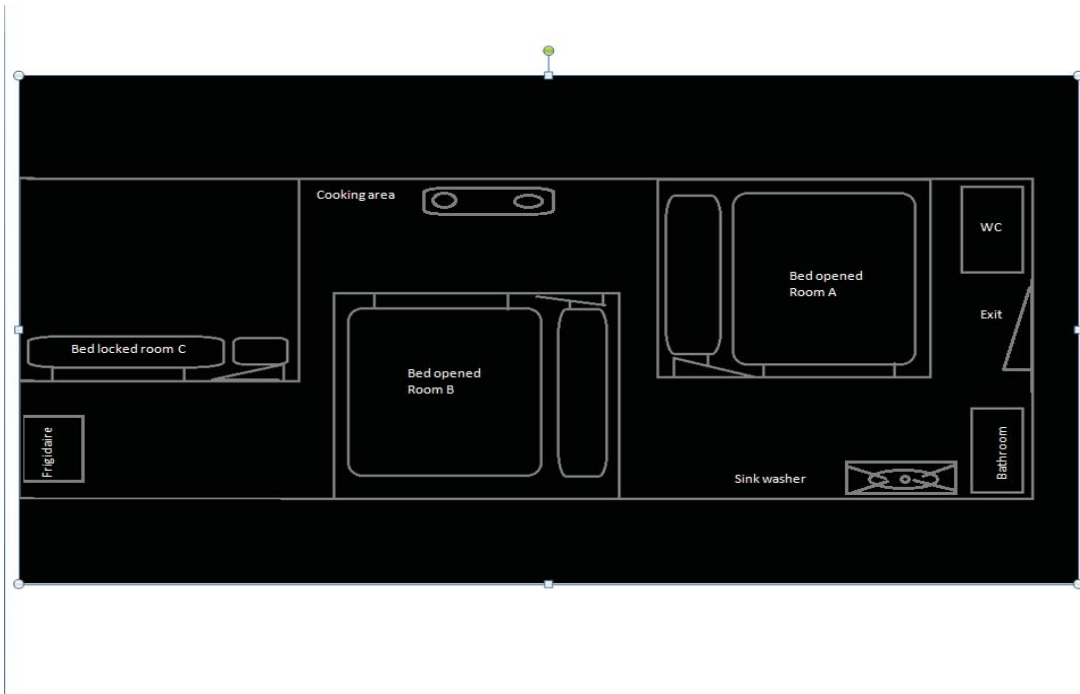 Cooking area
WC
Bed opened
Room A
Exit
Bed locked room C
Bed opened
Room B
Frigidaire
Bathroom
Sink washer